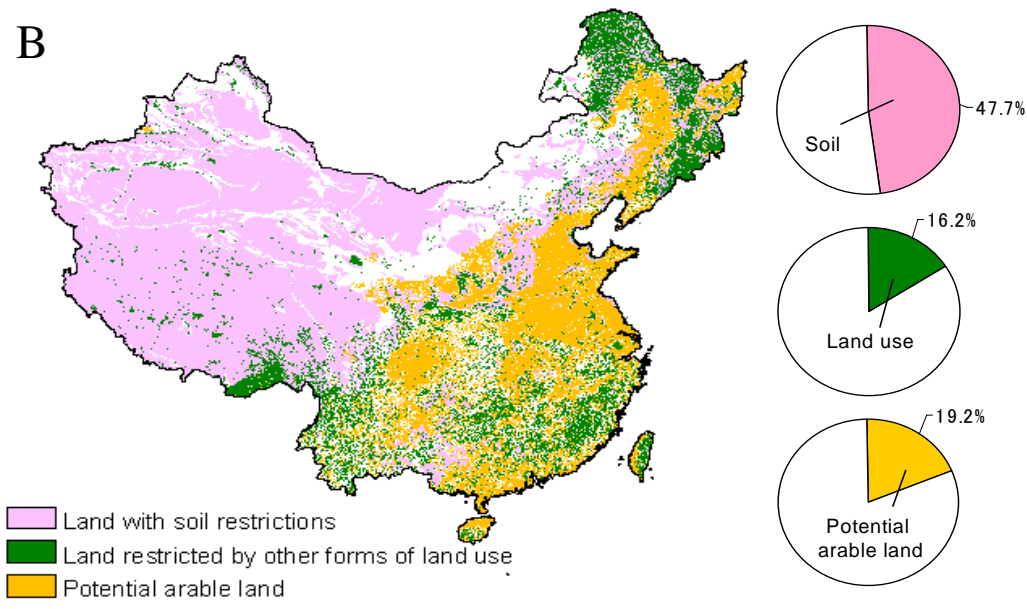 B
47.7%
Soil
16.2%
Land use
19.2%
Potential
arable land
Land with soil restrictions
Land restricted by other forms of land use
Potential arable land